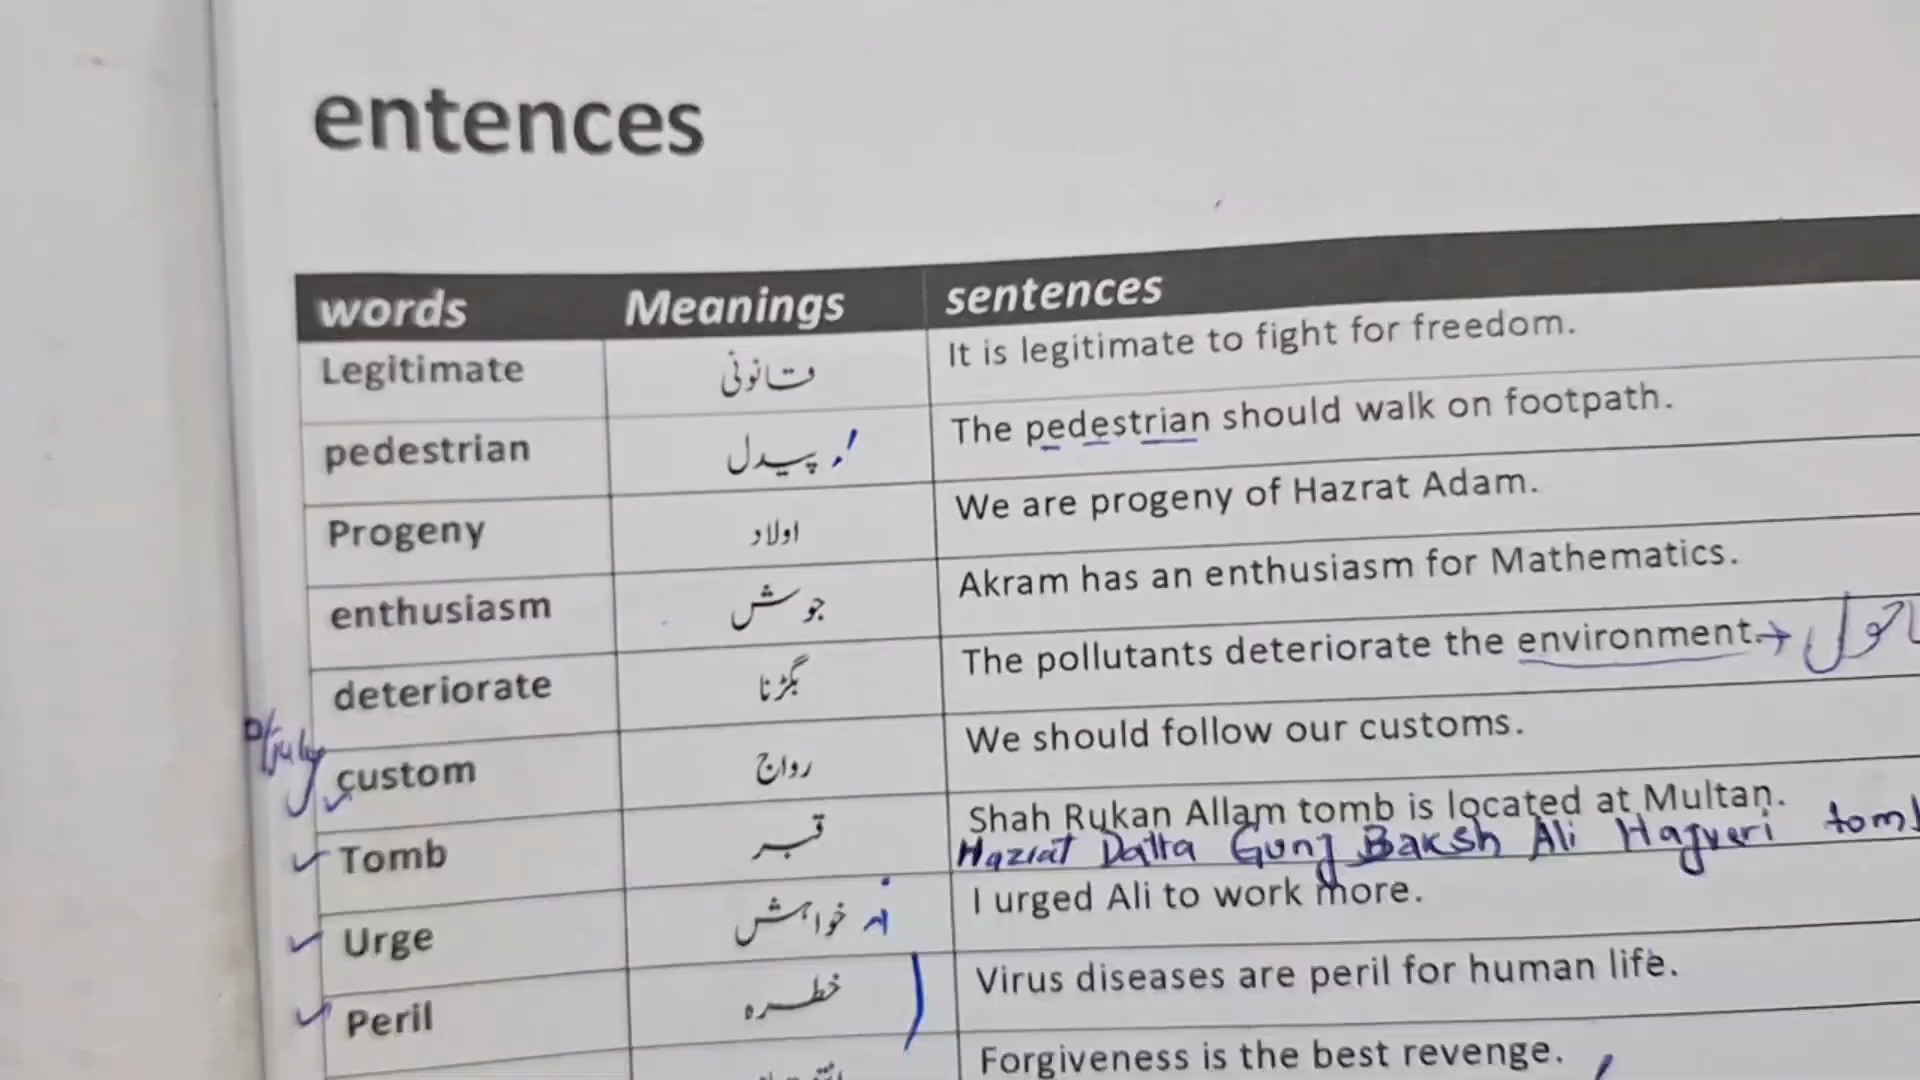 entences
words Meanings sentences
Legitimate قانونی It is legitimate to fight for freedom.
pedestrian پیدل ! The pedestrian should walk on footpath.
Progeny اولاد We are progeny of Hazrat Adam.
enthusiasm جوش Akram has an enthusiasm for Mathematics.
deteriorate بگڑنا The pollutants deteriorate the environment. →
custom رواج We should follow our customs.
Tomb قبر Shah Rukan Allam tomb is located at Multan.
Hazrat Datta Gunj Baksh Ali Hajveri tomb
Urge خواہش I urged Ali to work more.
Peril خطرہ Virus diseases are peril for human life.
Forgiveness is the best revenge.